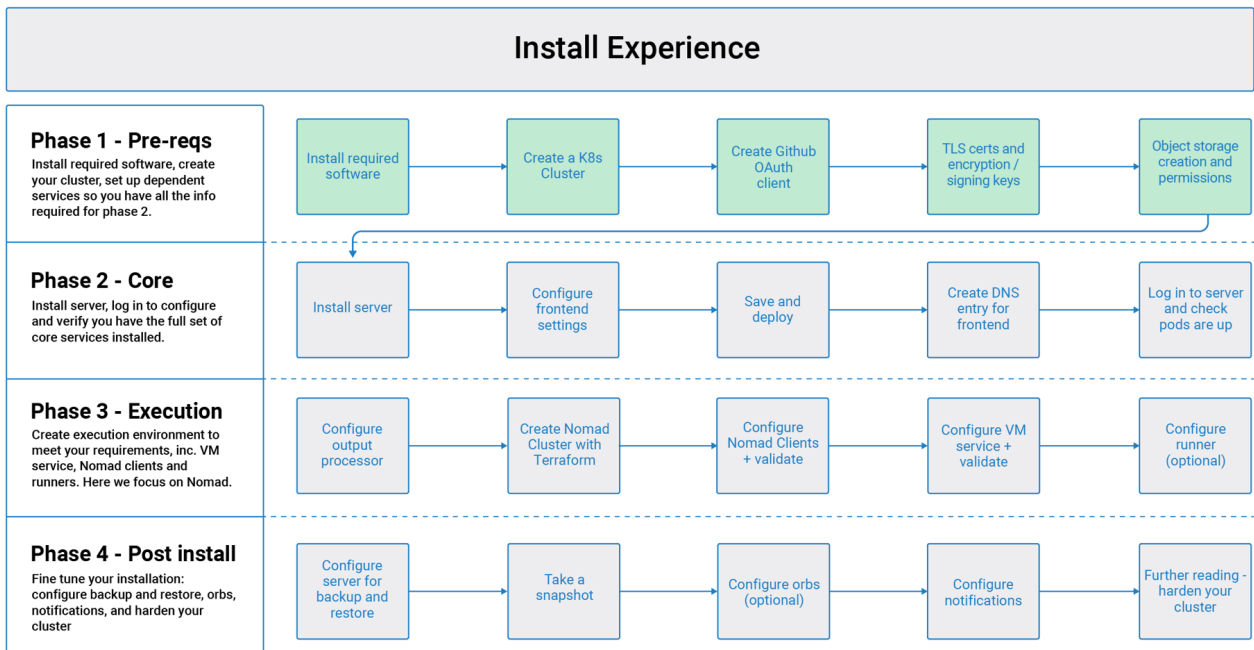 Install Experience
Phase 1 - Pre-reqs
Install required software, create
your cluster, set up dependent
services so you have all the info
required for phase 2.
Install required
software
Create a K8s
Cluster
Create Github
OAuth
client
TLS certs and
encryption /
signing keys
Object storage
creation and
permissions
Phase 2 - Core
Install server, log in to configure
and verify you have the full set of
core services installed.
Install server
Configure
frontend
settings
Save and
deploy
Create DNS
entry for
frontend
Log in to server
and check
pods are up
Phase 3 - Execution
Create execution environment to
meet your requirements, inc. VM
service, Nomad clients and
runners. Here we focus on Nomad.
Configure
output
processor
Create Nomad
Cluster with
Terraform
Configure
Nomad Clients
+ validate
Configure VM
service +
validate
Configure
runner
(optional)
Phase 4 - Post install
Fine tune your installation:
configure backup and restore, orbs,
notifications, and harden your
cluster
Configure
server for
backup and
restore
Take a
snapshot
Configure orbs
(optional)
Configure
notifications
Further reading -
harden your
cluster